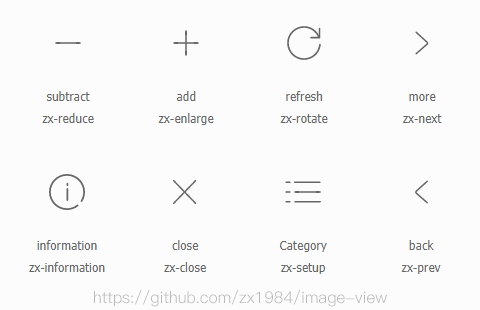 subtract add refresh more
zx-reduce zx-enlarge zx-rotate zx-next
information close Category back
zx-information zx-close zx-setup zx-prev
https://github.com/zx1984/image-view